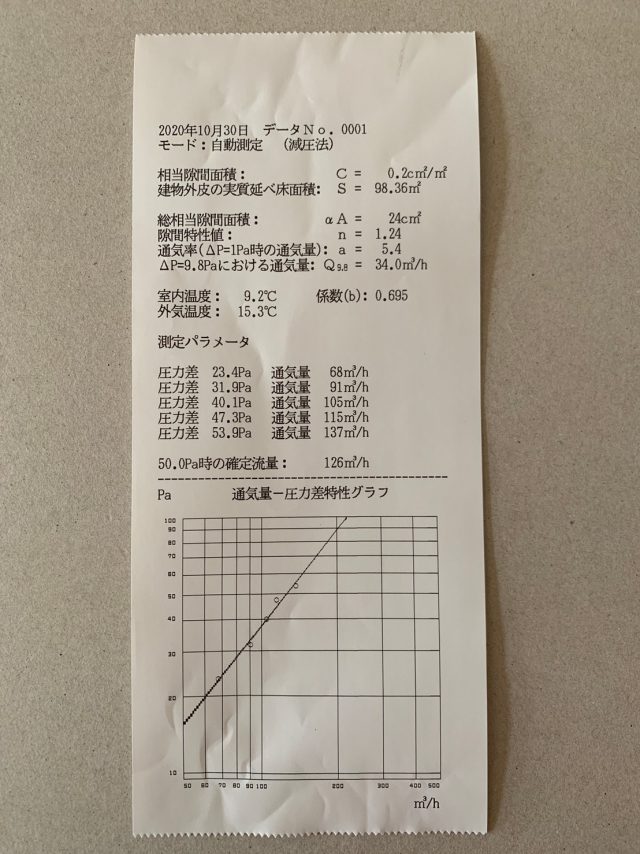 2020年10月30日　データＮｏ．0001
モード：自動測定　（減圧法）
相当隙間面積：　Ｃ＝　0.2c㎡/㎡
建物外皮の実質延べ床面積：　Ｓ＝　98.36㎡
総相当隙間面積：　αＡ＝　24c㎡
隙間特性値：　ｎ＝　1.24
通気率(ΔP=1Pa時の通気量)：　ａ＝　5.4
ΔP=9.8Paにおける通気量：　Ｑ9.8＝　34.0㎥/h
室内温度：　9.2℃　係数(b)：0.695
外気温度：　15.3℃
測定パラメータ
圧力差　23.4Pa　通気量　68㎥/h
圧力差　31.9Pa　通気量　91㎥/h
圧力差　40.1Pa　通気量　105㎥/h
圧力差　47.3Pa　通気量　115㎥/h
圧力差　53.9Pa　通気量　137㎥/h
50.0Pa時の確定流量：　126㎥/h
Pa　通気量－圧力差特性グラフ
100
90
80
70
50
40
30
20
10
50 60 70 80 90 100 200 300 400 500
㎥/h